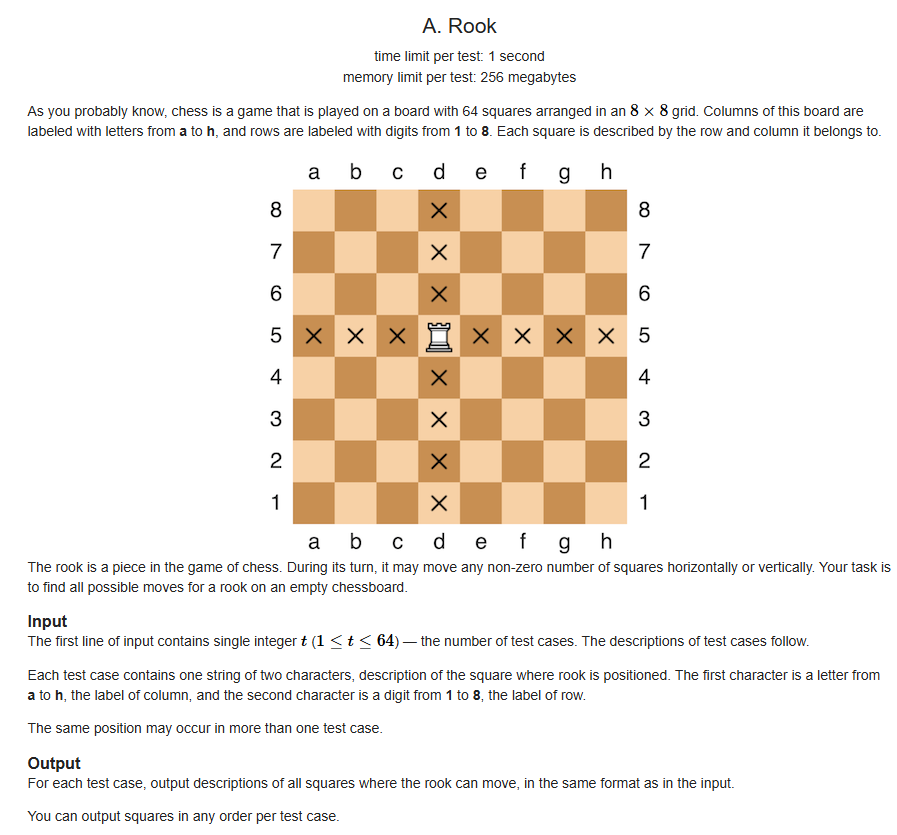 A. Rook
time limit per test: 1 second
memory limit per test: 256 megabytes
As you probably know, chess is a game that is played on a board with 64 squares arranged in an 8 × 8 grid. Columns of this board are
labeled with letters from a to h, and rows are labeled with digits from 1 to 8. Each square is described by the row and column it belongs to.
a b c d e f g h
8 × 8
7 × 7
6 × 6
5 × × × × × × × 5
4 × 4
3 × 3
2 × 2
1 × 1
a b c d e f g h
The rook is a piece in the game of chess. During its turn, it may move any non-zero number of squares horizontally or vertically. Your task is
to find all possible moves for a rook on an empty chessboard.
Input
The first line of input contains single integer t (1 ≤ t ≤ 64) — the number of test cases. The descriptions of test cases follow.
Each test case contains one string of two characters, description of the square where rook is positioned. The first character is a letter from
a to h, the label of column, and the second character is a digit from 1 to 8, the label of row.
The same position may occur in more than one test case.
Output
For each test case, output descriptions of all squares where the rook can move, in the same format as in the input.
You can output squares in any order per test case.